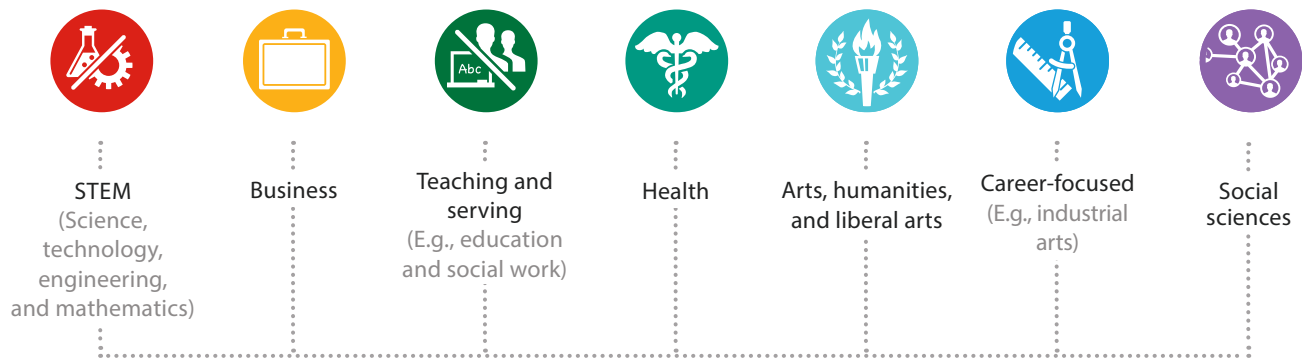 Abc
STEM
(Science,
technology,
engineering,
and mathematics)
Business
Teaching and
serving
(E.g., education
and social work)
Health
Arts, humanities,
and liberal arts
Career-focused
(E.g., industrial
arts)
Social
sciences